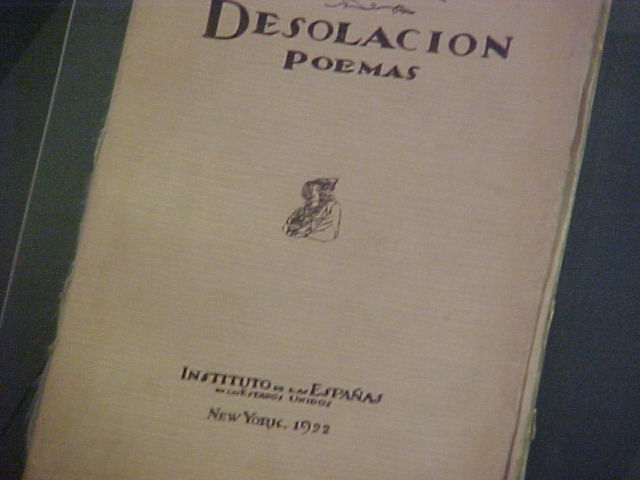 DESOLACION
POEMAS
INSTITUTO DE LAS ESPAÑAS
EN LOS ESTADOS UNIDOS
NEW YORK, 1922